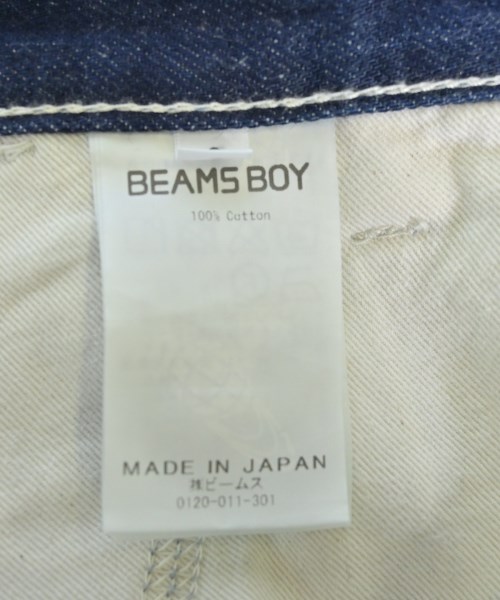 BEAMS BOY
100% Cotton
MADE IN JAPAN
㈱ビームス
0120-011-301